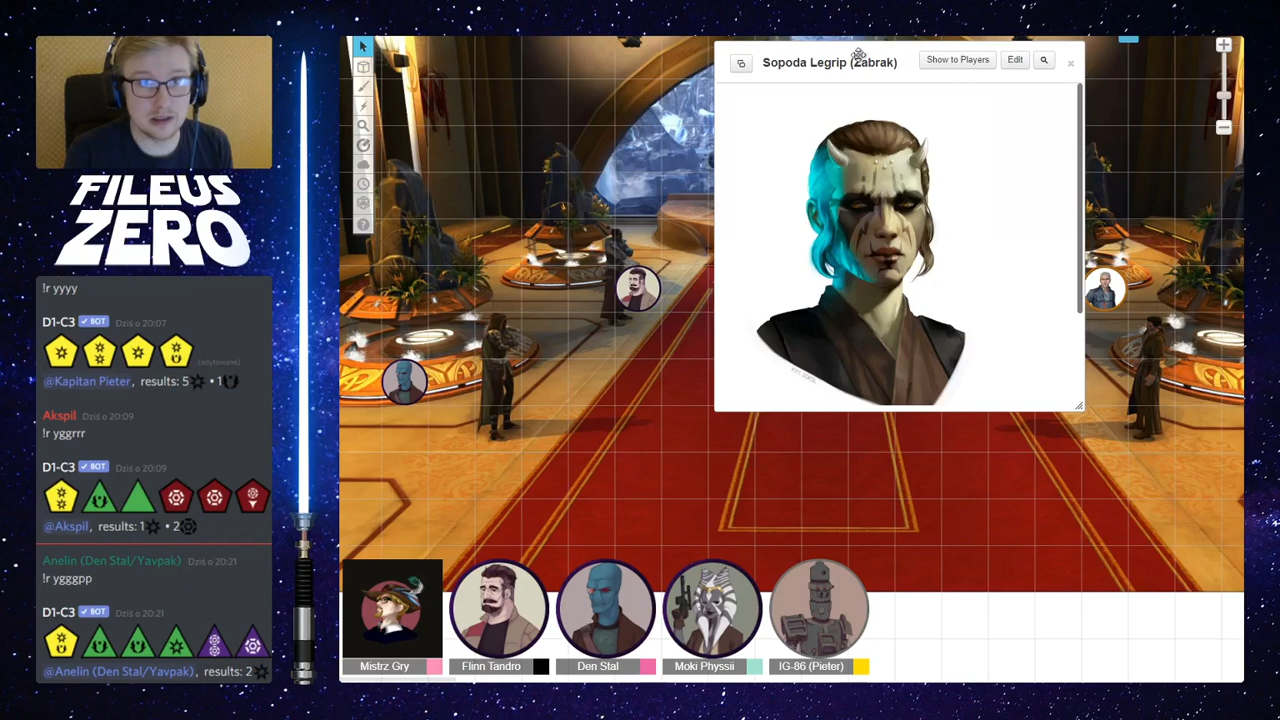 FILEUS
ZERO
!r yyyy
D1-C3 ✔ BOT Dziś o 20:07
(edytowane)
@Kapitan Pieter, results: 5 • 1
Akspil Dziś o 20:09
!r yggrrr
D1-C3 ✔ BOT Dziś o 20:09
@Akspil, results: 1 • 2
Anelin (Den Stal/Yavpak) Dziś o 20:21
!r ygggpp
D1-C3 ✔ BOT Dziś o 20:21
@Anelin (Den Stal/Yavpak), results: 2
Sopoda Legrip (Zabrak)
Show to Players
Edit
Mistrz Gry
Flinn Tandro
Den Stal
Moki Physsii
IG-86 (Pieter)